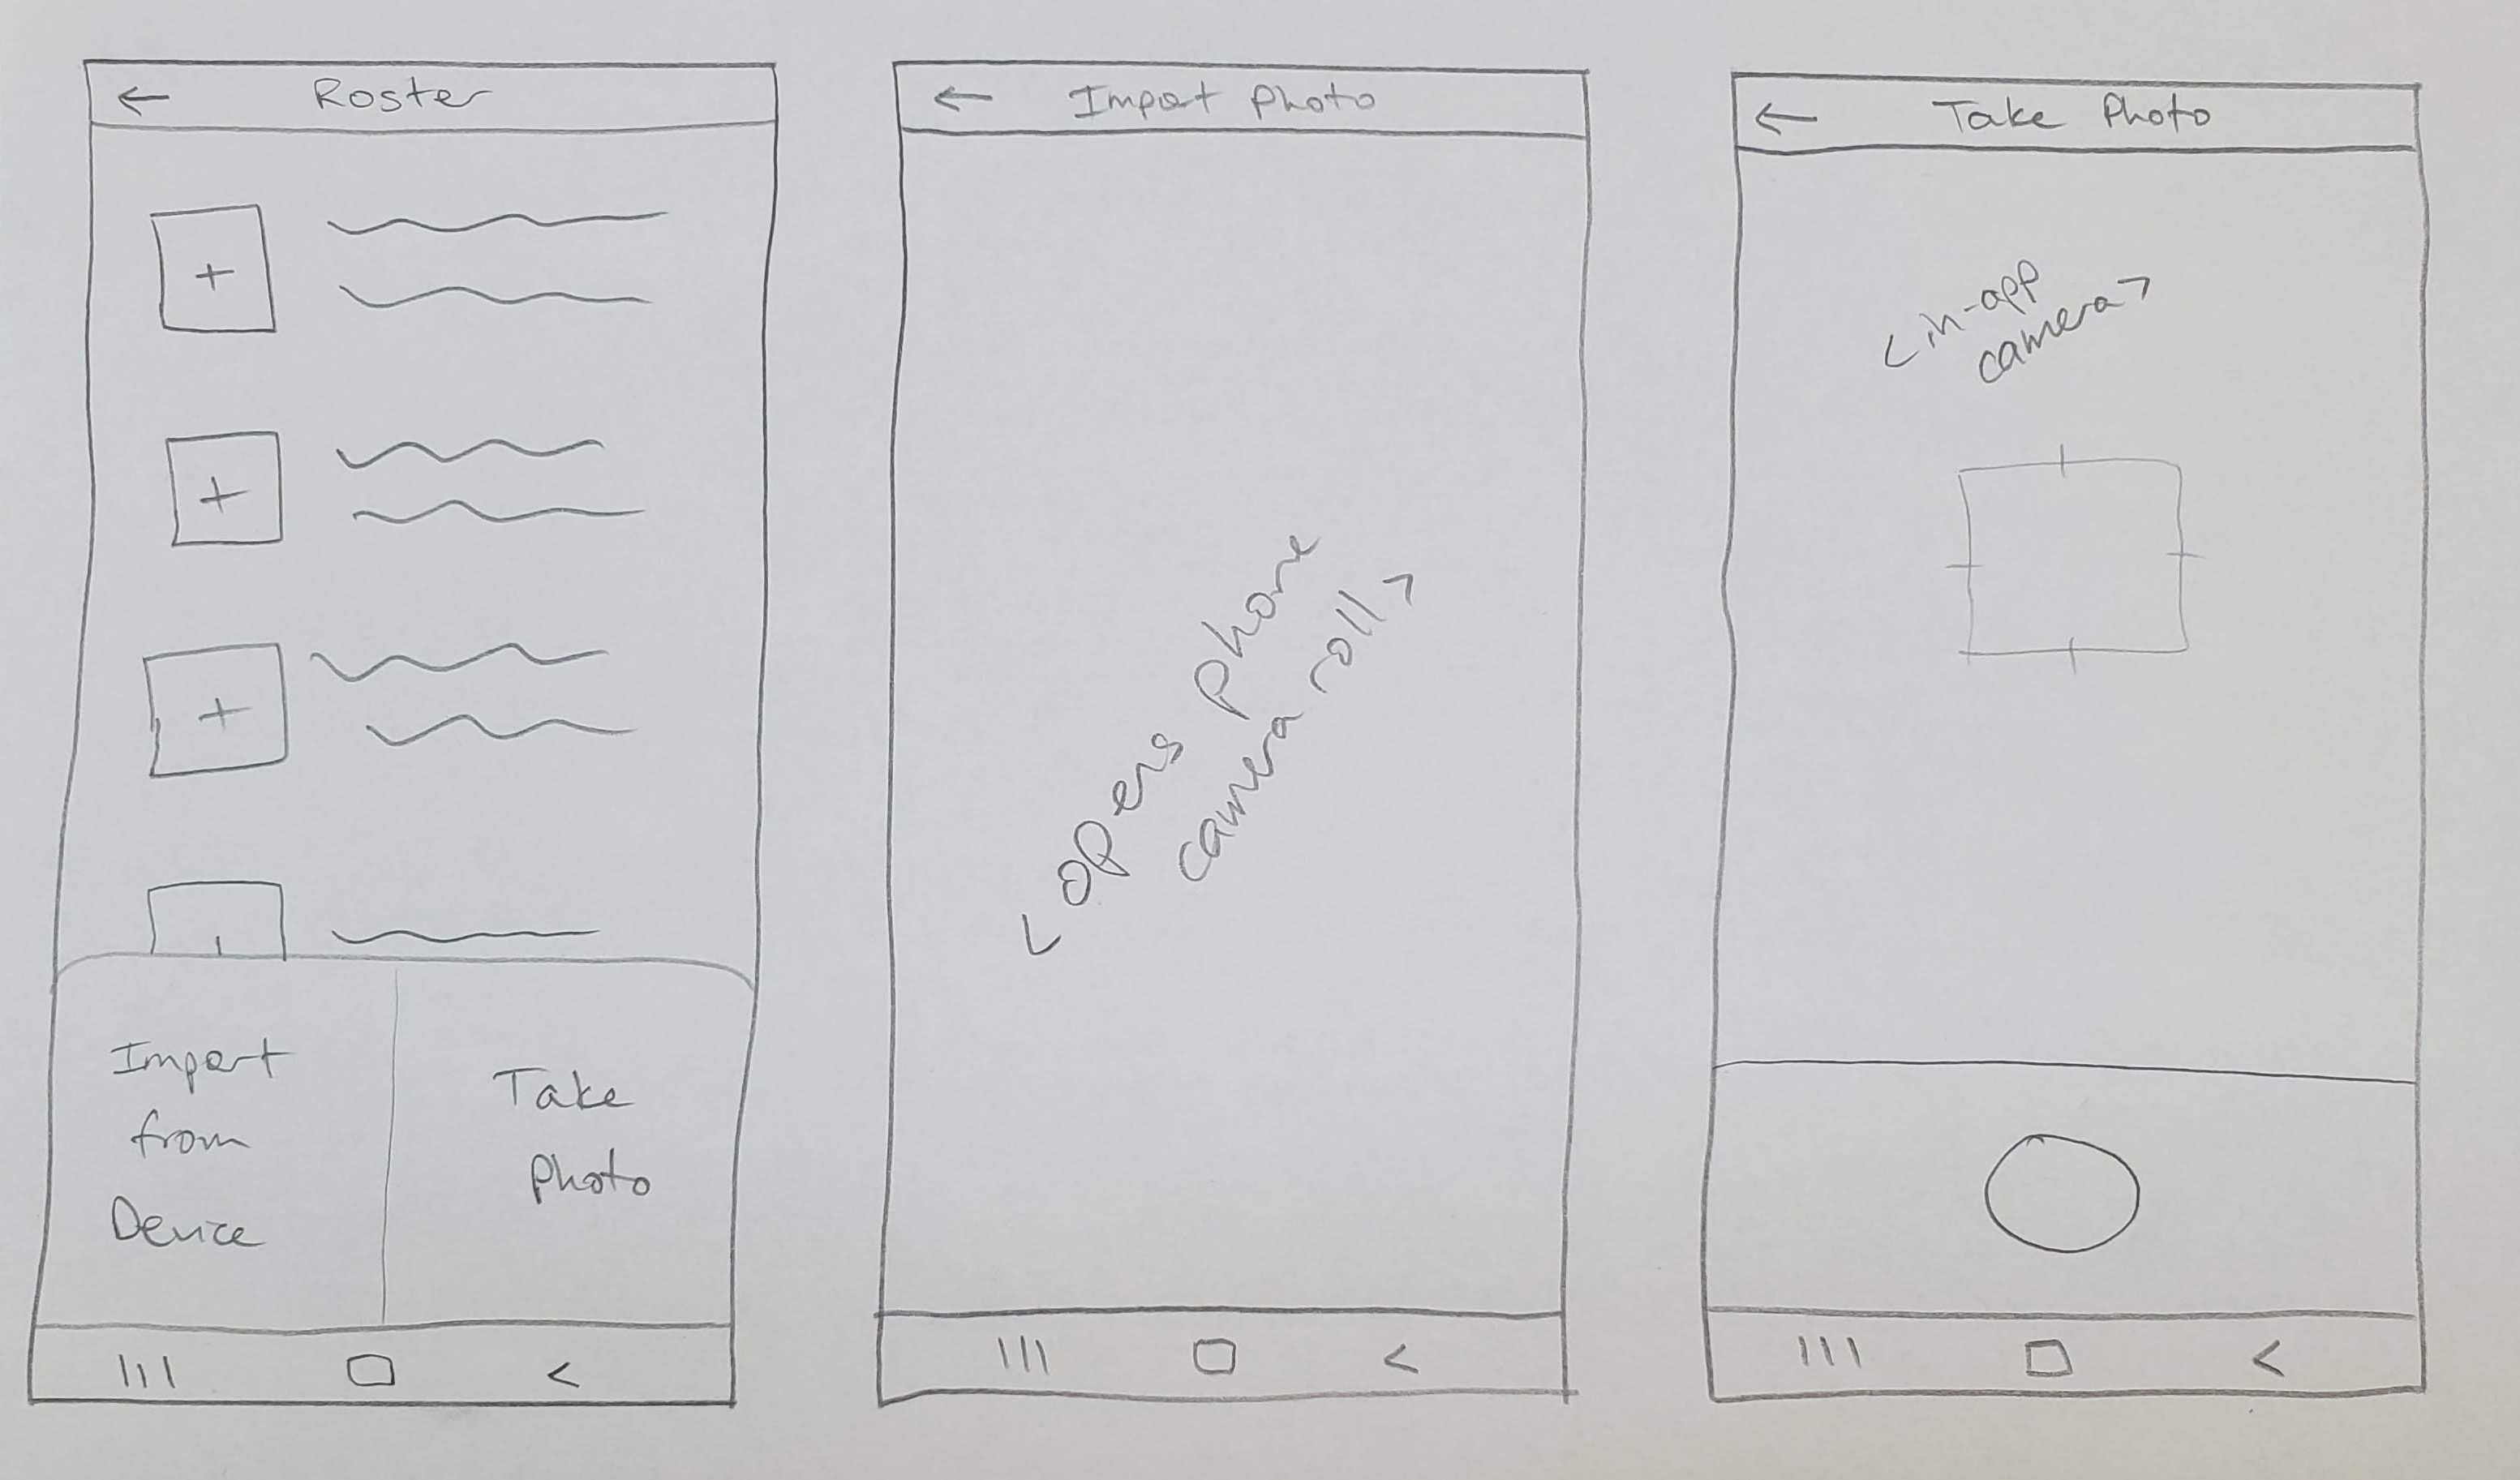 ← Roster
+
+
+
Import
from
Device
Take
Photo
← Import Photo
<opens phone
camera roll>
← Take Photo
<in-app
camera>